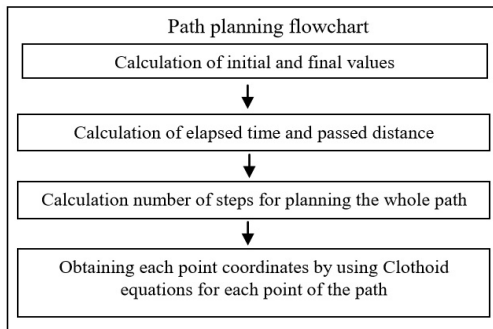 Path planning flowchart
Calculation of initial and final values
Calculation of elapsed time and passed distance
Calculation number of steps for planning the whole path
Obtaining each point coordinates by using Clothoid
equations for each point of the path